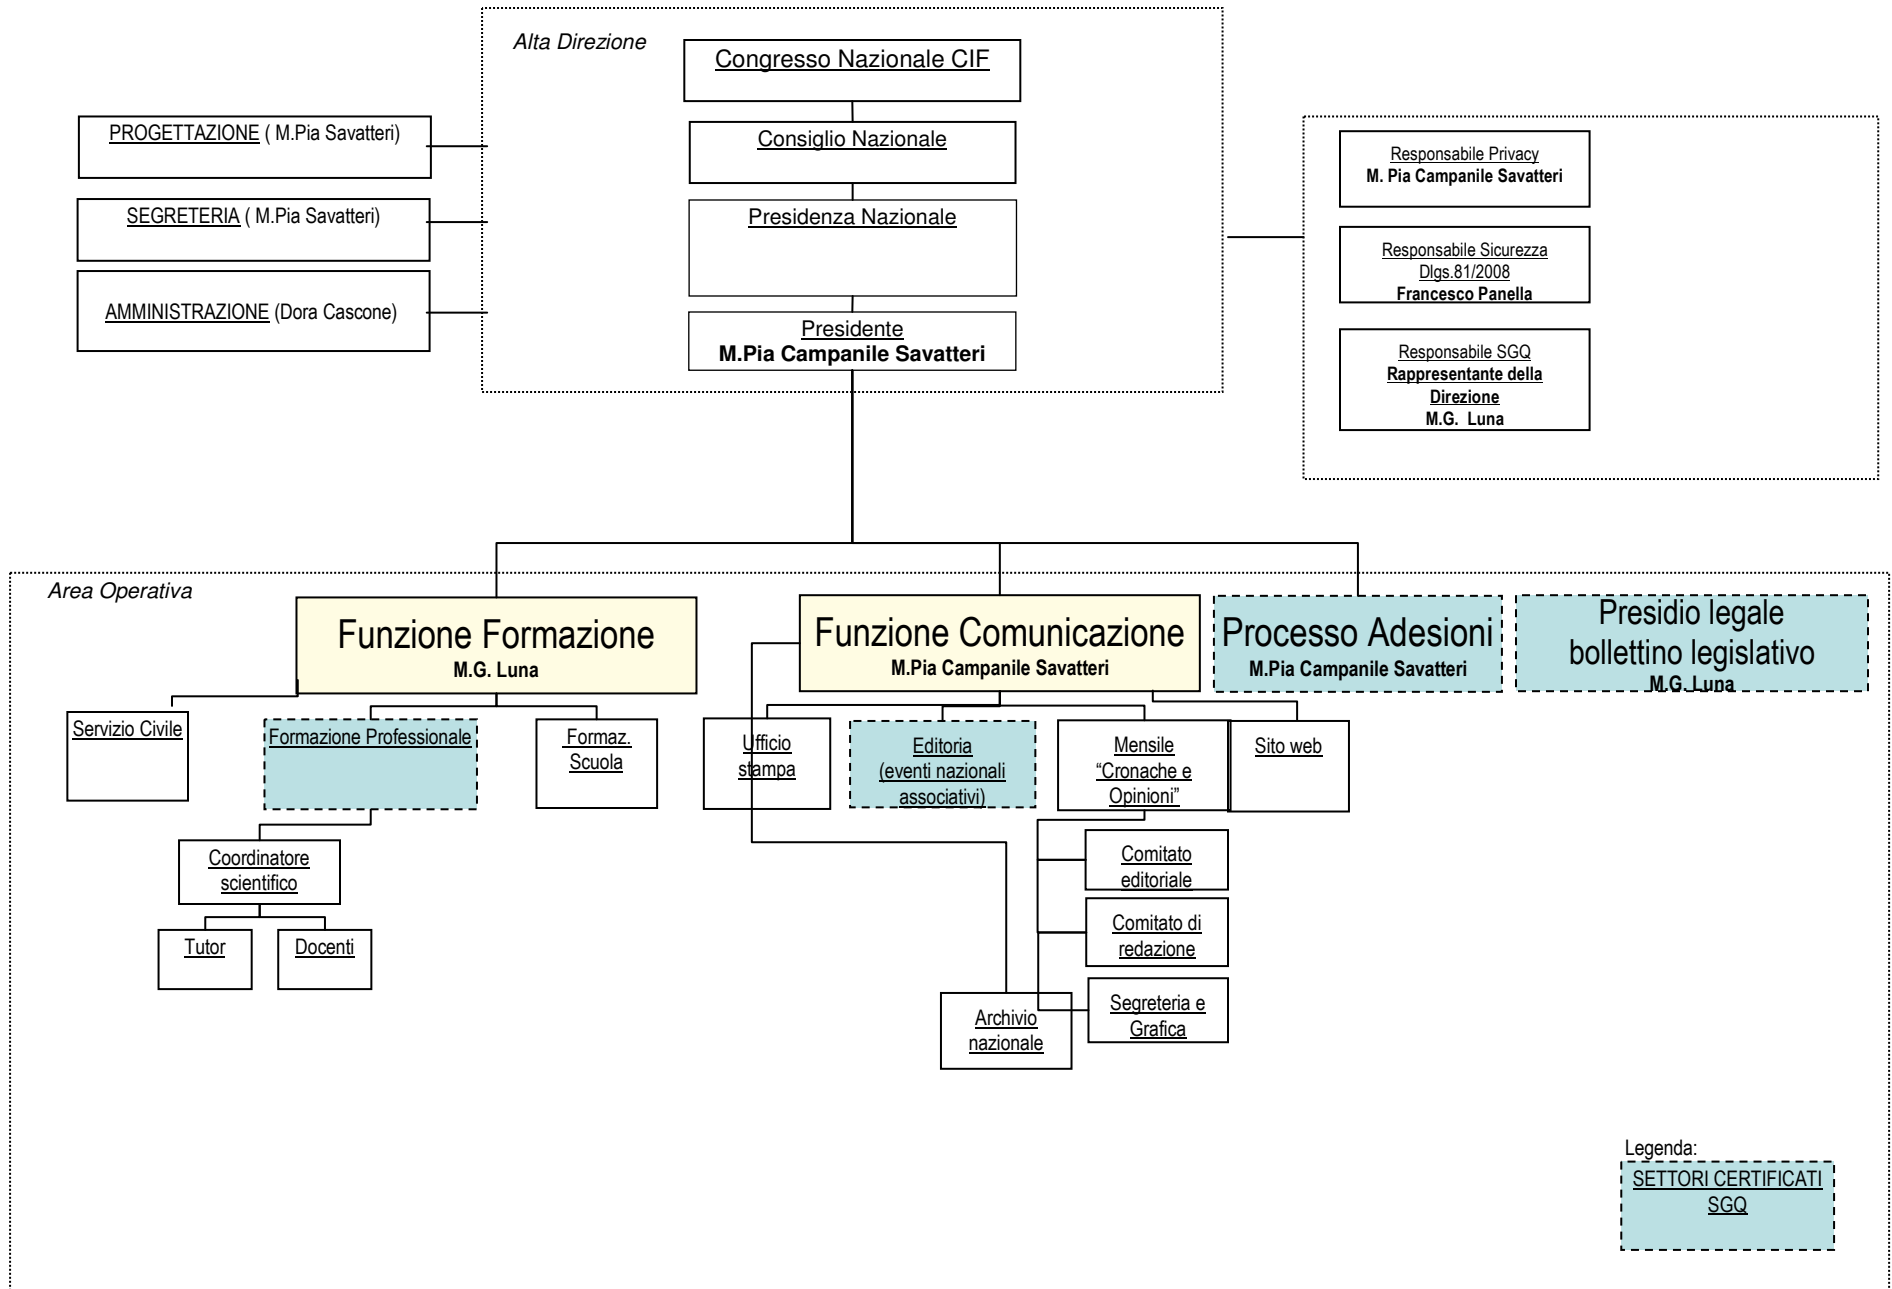 Alta Direzione
Congresso Nazionale CIF
Consiglio Nazionale
Presidenza Nazionale
Presidente
M.Pia Campanile Savatteri
PROGETTAZIONE ( M.Pia Savatteri)
SEGRETERIA ( M.Pia Savatteri)
AMMINISTRAZIONE (Dora Cascone)
Responsabile Privacy
M. Pia Campanile Savatteri
Responsabile Sicurezza
Dlgs.81/2008
Francesco Panella
Responsabile SGQ
Rappresentante della
Direzione
M.G. Luna
Area Operativa
Funzione Formazione
M.G. Luna
Funzione Comunicazione
M.Pia Campanile Savatteri
Processo Adesioni
M.Pia Campanile Savatteri
Presidio legale
bollettino legislativo
M.G. Luna
Servizio Civile
Formazione Professionale
Formaz.
Scuola
Ufficio
stampa
Editoria
(eventi nazionali
associativi)
Mensile
“Cronache e
Opinioni”
Sito web
Coordinatore
scientifico
Tutor
Docenti
Comitato
editoriale
Comitato di
redazione
Segreteria e
Grafica
Archivio
nazionale
Legenda:
SETTORI CERTIFICATI
SGQ